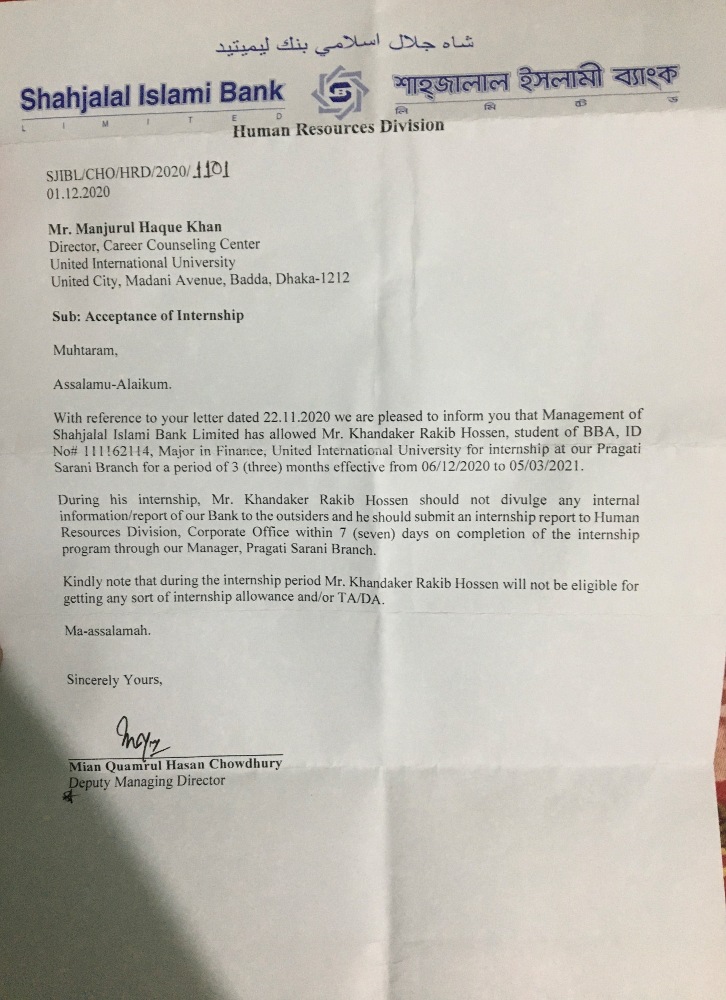 شاه جلال اسلامي بنك ليميتيد
Shahjalal Islami Bank
LIMITED
শাহ্‌জালাল ইসলামী ব্যাংক
লিমিটেড
Human Resources Division
SJIBL/CHO/HRD/2020/1101
01.12.2020
Mr. Manjurul Haque Khan
Director, Career Counseling Center
United International University
United City, Madani Avenue, Badda, Dhaka-1212
Sub: Acceptance of Internship
Muhtaram,
Assalamu-Alaikum.
With reference to your letter dated 22.11.2020 we are pleased to inform you that Management of
Shahjalal Islami Bank Limited has allowed Mr. Khandaker Rakib Hossen, student of BBA, ID
No# 111162114, Major in Finance, United International University for internship at our Pragati
Sarani Branch for a period of 3 (three) months effective from 06/12/2020 to 05/03/2021.
During his internship, Mr. Khandaker Rakib Hossen should not divulge any internal
information/report of our Bank to the outsiders and he should submit an internship report to Human
Resources Division, Corporate Office within 7 (seven) days on completion of the internship
program through our Manager, Pragati Sarani Branch.
Kindly note that during the internship period Mr. Khandaker Rakib Hossen will not be eligible for
getting any sort of internship allowance and/or TA/DA.
Ma-assalamah.
Sincerely Yours,
Mian Quamrul Hasan Chowdhury
Deputy Managing Director